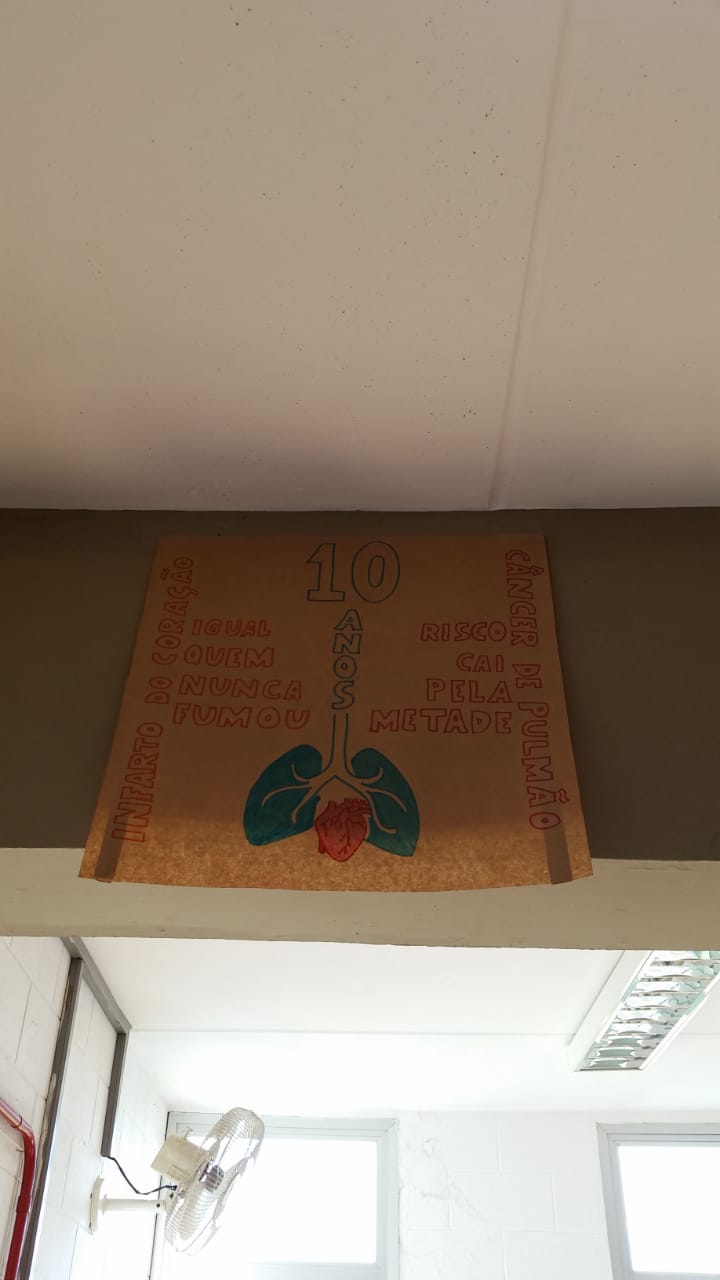 10
ANOS
INFARTO DO CORAÇÃO
IGUAL
QUEM
NUNCA
FUMOU
RISCO
CAI
PELA
METADE
CÂNCER DE PULMÃO